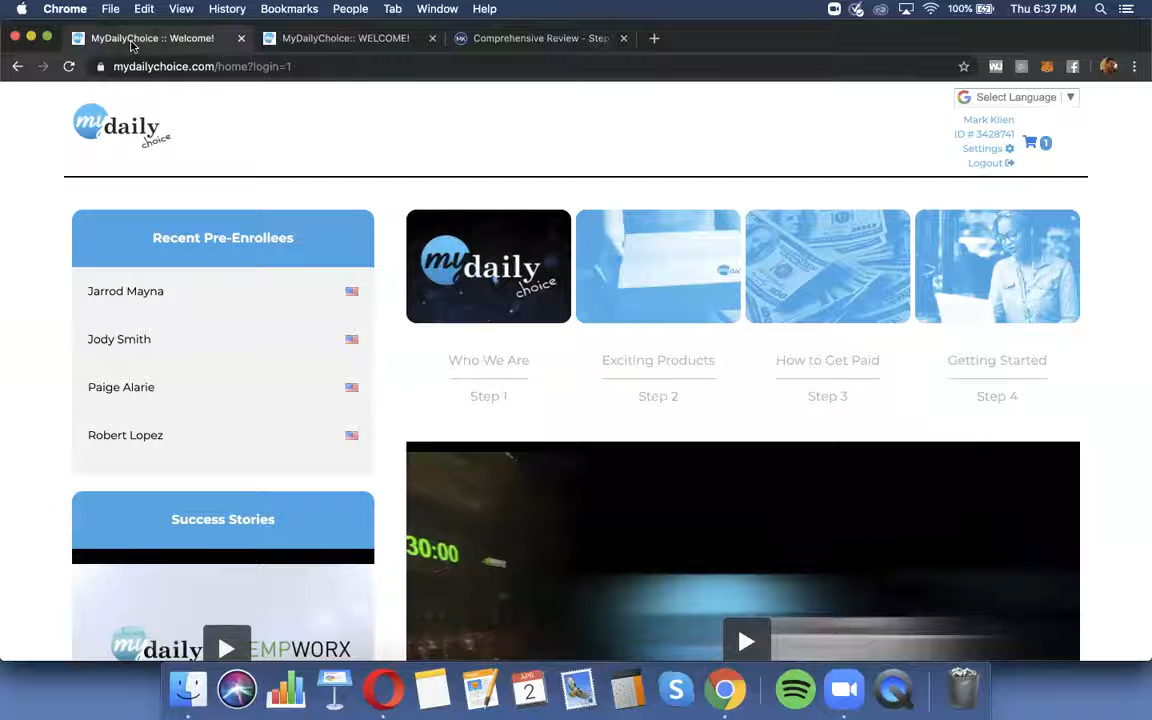 Chrome File Edit View History Bookmarks People Tab Window Help 100% Thu 6:37 PM
MyDailyChoice :: Welcome! MyDailyChoice:: WELCOME! MK Comprehensive Review - Step
mydailychoice.com/home?login=1
G Select Language ▼
my daily choice
Mark Klien
ID # 3428741
1
Settings
Logout
Recent Pre-Enrollees
Jarrod Mayna
Jody Smith
Paige Alarie
Robert Lopez
my daily choice
Who We Are Exciting Products How to Get Paid Getting Started
Step 1 Step 2 Step 3 Step 4
Success Stories
30:00
my daily EMPWORX
APR
2